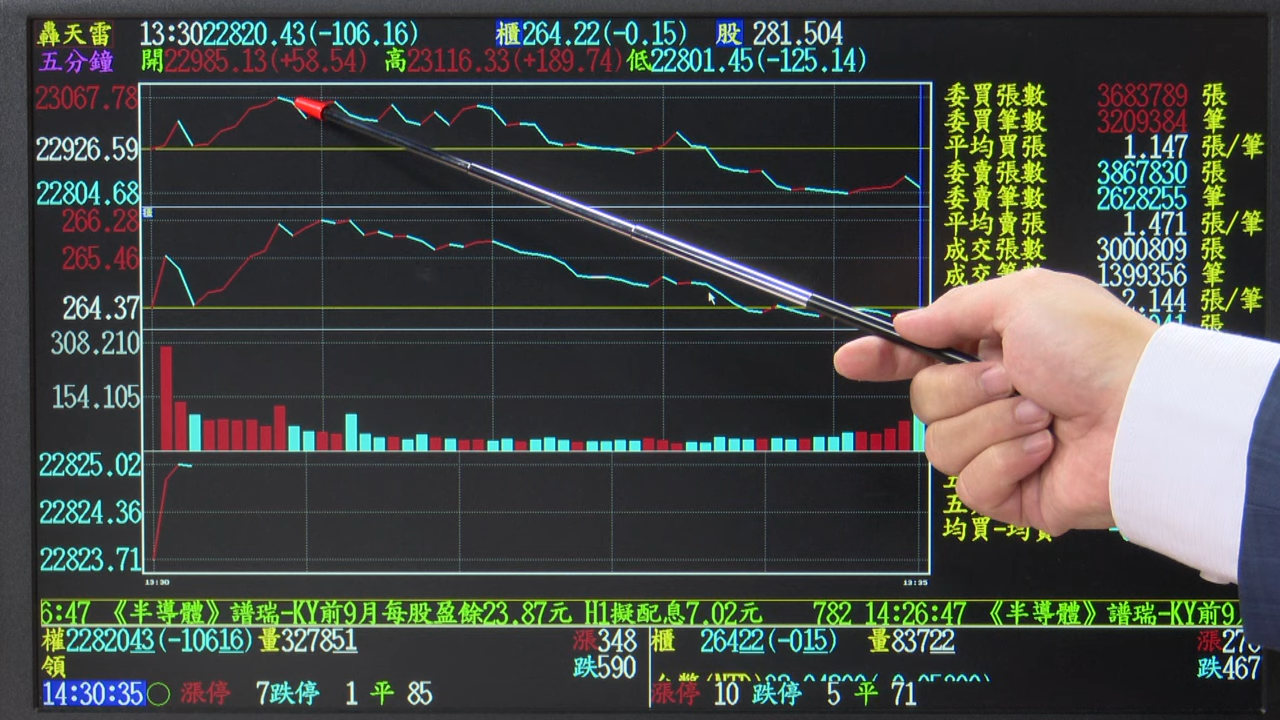 轟天雷 13:30 22820.43(-106.16) 櫃264.22(-0.15) 股 281.504
五分鐘 開22985.13(+58.54) 高23116.33(+189.74) 低22801.45(-125.14)
23067.78
22926.59
22804.68
266.28
265.46
264.37
308.210
154.105
22825.02
22824.36
22823.71
13:30 13:35
委買張數 3683789 張
委買筆數 3209384 筆
平均買張 1.147 張/筆
委賣張數 3867830 張
委賣筆數 2628255 筆
平均賣張 1.471 張/筆
成交張數 3000809 張
成交筆數 1399356 筆
2.144 張/筆
張
均買-均賣
6:47 《半導體》譜瑞-KY前9月每股盈餘23.87元 H1擬配息7.02元 782 14:26:47 《半導體》譜瑞-KY前9
權2282043(-10616) 量327851 漲348 櫃 26422(-015) 量83722 漲
領 跌590 跌467
14:30:35 漲停 7跌停 1 平 85 漲停 10 跌停 5 平 71